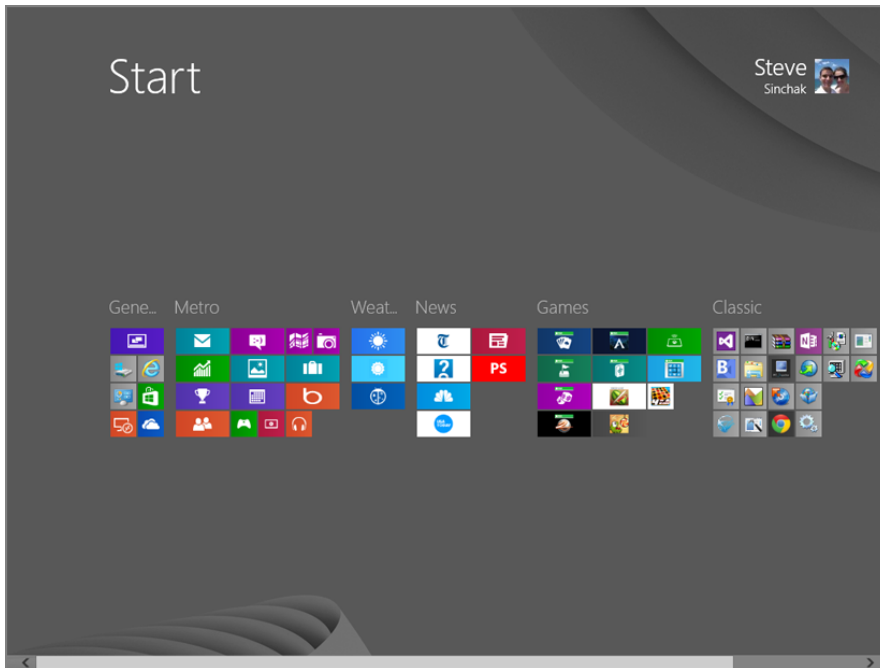 Start
Steve
Sinchak
Gene...
Metro
Weat...
News
Games
Classic
PS